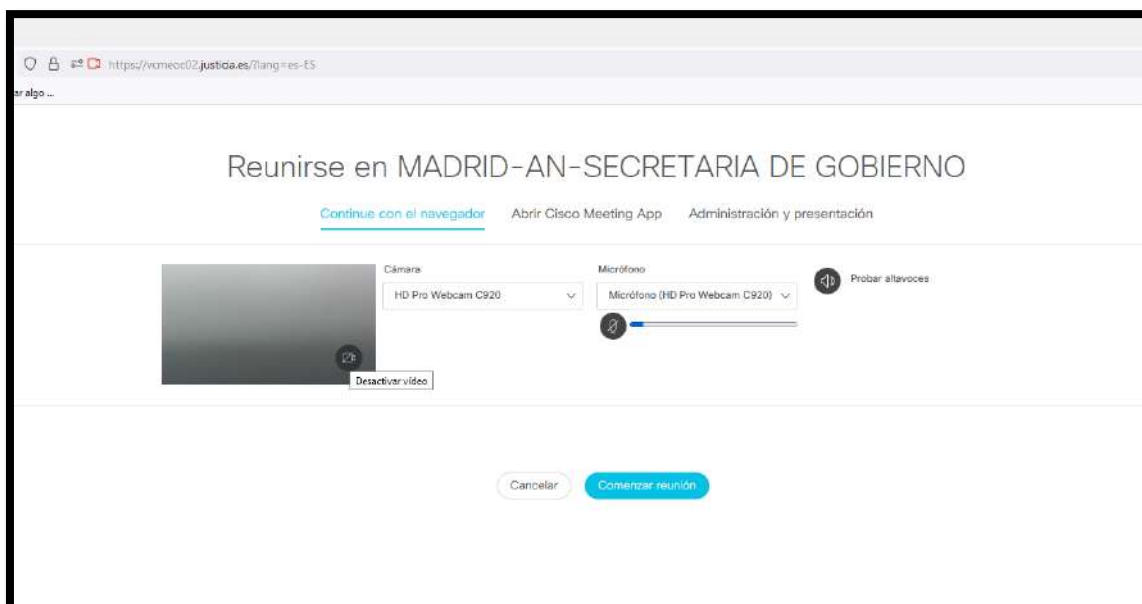 https://vcmeoc02.justicia.es/?lang=es-ES
ar algo ...
Reunirse en MADRID-AN-SECRETARIA DE GOBIERNO
Continue con el navegador Abrir Cisco Meeting App Administración y presentación
Cámara Micrófono
HD Pro Webcam C920 Micrófono (HD Pro Webcam C920) Probar altavoces
Desactivar vídeo
Cancelar Comenzar reunión